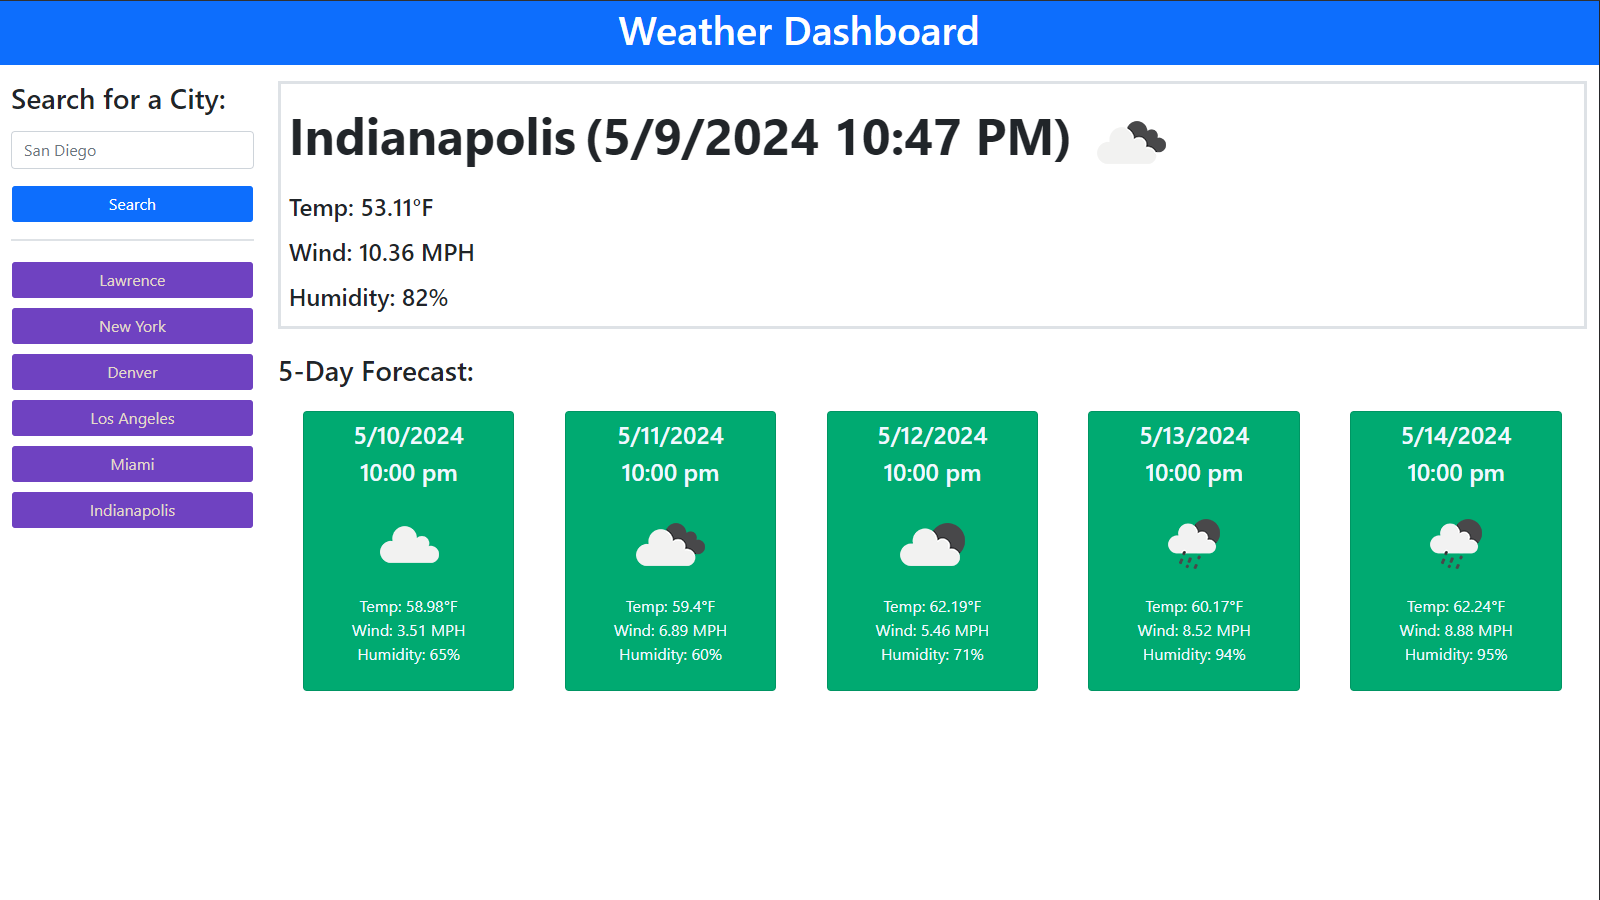 Weather Dashboard
Search for a City:
San Diego
Search
Lawrence
New York
Denver
Los Angeles
Miami
Indianapolis
Indianapolis (5/9/2024 10:47 PM)
Temp: 53.11°F
Wind: 10.36 MPH
Humidity: 82%
5-Day Forecast:
5/10/2024
10:00 pm
Temp: 58.98°F
Wind: 3.51 MPH
Humidity: 65%
5/11/2024
10:00 pm
Temp: 59.4°F
Wind: 6.89 MPH
Humidity: 60%
5/12/2024
10:00 pm
Temp: 62.19°F
Wind: 5.46 MPH
Humidity: 71%
5/13/2024
10:00 pm
Temp: 60.17°F
Wind: 8.52 MPH
Humidity: 94%
5/14/2024
10:00 pm
Temp: 62.24°F
Wind: 8.88 MPH
Humidity: 95%